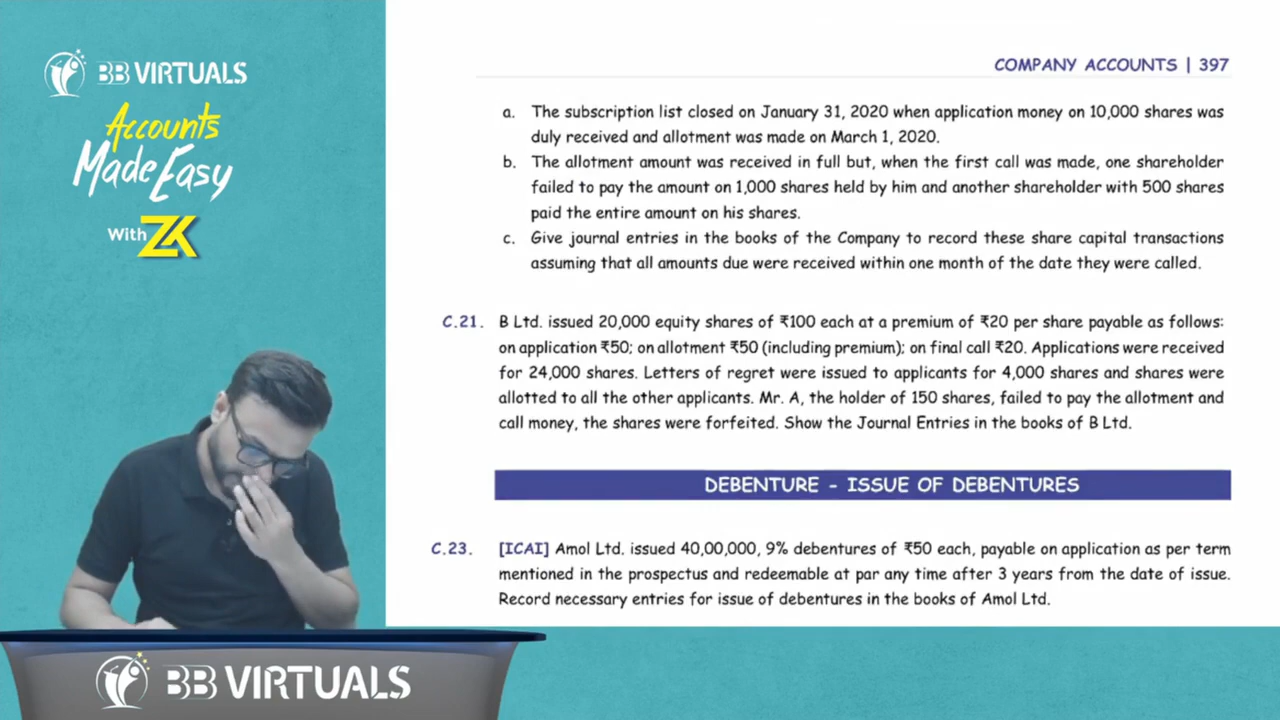 BB VIRTUALS
Accounts
Made Easy
With ZK
COMPANY ACCOUNTS | 397
a. The subscription list closed on January 31, 2020 when application money on 10,000 shares was
duly received and allotment was made on March 1, 2020.
b. The allotment amount was received in full but, when the first call was made, one shareholder
failed to pay the amount on 1,000 shares held by him and another shareholder with 500 shares
paid the entire amount on his shares.
c. Give journal entries in the books of the Company to record these share capital transactions
assuming that all amounts due were received within one month of the date they were called.
C.21. B Ltd. issued 20,000 equity shares of ₹100 each at a premium of ₹20 per share payable as follows:
on application ₹50; on allotment ₹50 (including premium); on final call ₹20. Applications were received
for 24,000 shares. Letters of regret were issued to applicants for 4,000 shares and shares were
allotted to all the other applicants. Mr. A, the holder of 150 shares, failed to pay the allotment and
call money, the shares were forfeited. Show the Journal Entries in the books of B Ltd.
DEBENTURE - ISSUE OF DEBENTURES
C.23. [ICAI] Amol Ltd. issued 40,00,000, 9% debentures of ₹50 each, payable on application as per term
mentioned in the prospectus and redeemable at par any time after 3 years from the date of issue.
Record necessary entries for issue of debentures in the books of Amol Ltd.
BB VIRTUALS